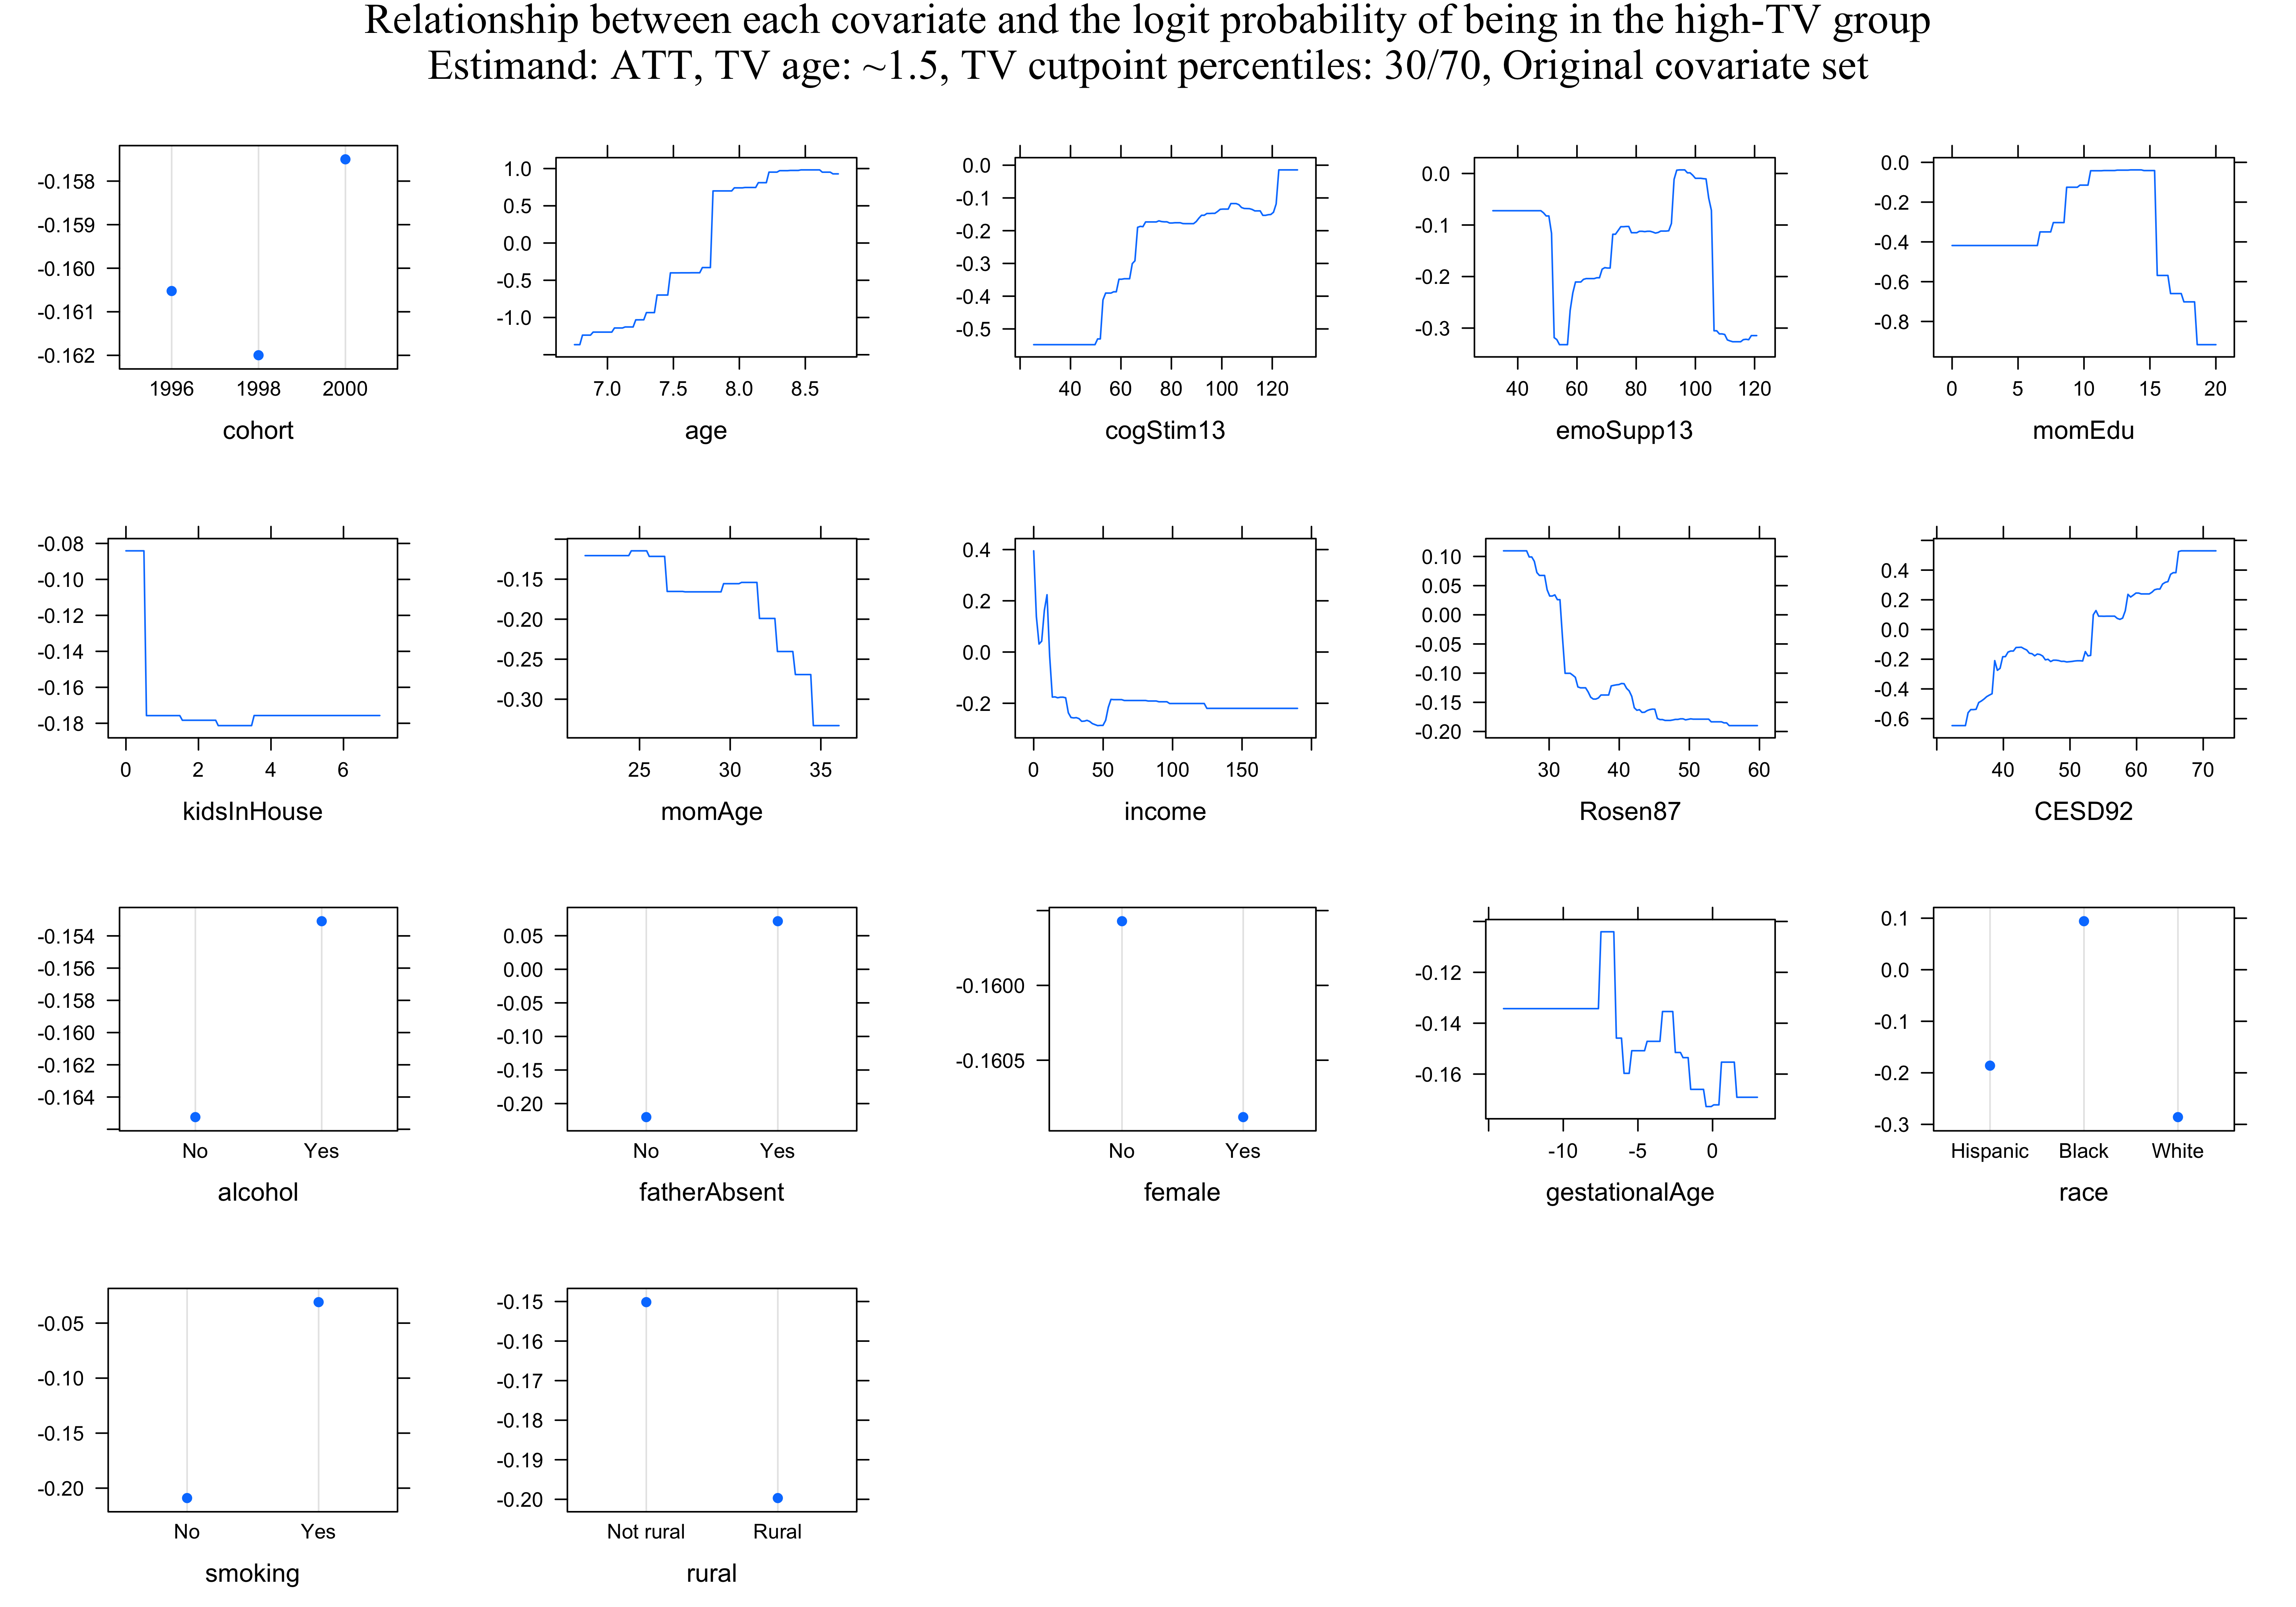 Relationship between each covariate and the logit probability of being in the high-TV group
Estimand: ATT, TV age: ~1.5, TV cutpoint percentiles: 30/70, Original covariate set
-0.158
-0.159
-0.160
-0.161
-0.162
1996 1998 2000
cohort
1.0
0.5
0.0
-0.5
-1.0
7.0 7.5 8.0 8.5
age
0.0
-0.1
-0.2
-0.3
-0.4
-0.5
40 60 80 100 120
cogStim13
0.0
-0.1
-0.2
-0.3
40 60 80 100 120
emoSupp13
0.0
-0.2
-0.4
-0.6
-0.8
0 5 10 15 20
momEdu
-0.08
-0.10
-0.12
-0.14
-0.16
-0.18
0 2 4 6
kidsInHouse
-0.15
-0.20
-0.25
-0.30
25 30 35
momAge
0.4
0.2
0.0
-0.2
0 50 100 150
income
0.10
0.05
0.00
-0.05
-0.10
-0.15
-0.20
30 40 50 60
Rosen87
0.4
0.2
0.0
-0.2
-0.4
-0.6
40 50 60 70
CESD92
-0.154
-0.156
-0.158
-0.160
-0.162
-0.164
No Yes
alcohol
0.05
0.00
-0.05
-0.10
-0.15
-0.20
No Yes
fatherAbsent
-0.1600
-0.1605
No Yes
female
-0.12
-0.14
-0.16
-10 -5 0
gestationalAge
0.1
0.0
-0.1
-0.2
-0.3
Hispanic Black White
race
-0.05
-0.10
-0.15
-0.20
No Yes
smoking
-0.15
-0.16
-0.17
-0.18
-0.19
-0.20
Not rural Rural
rural